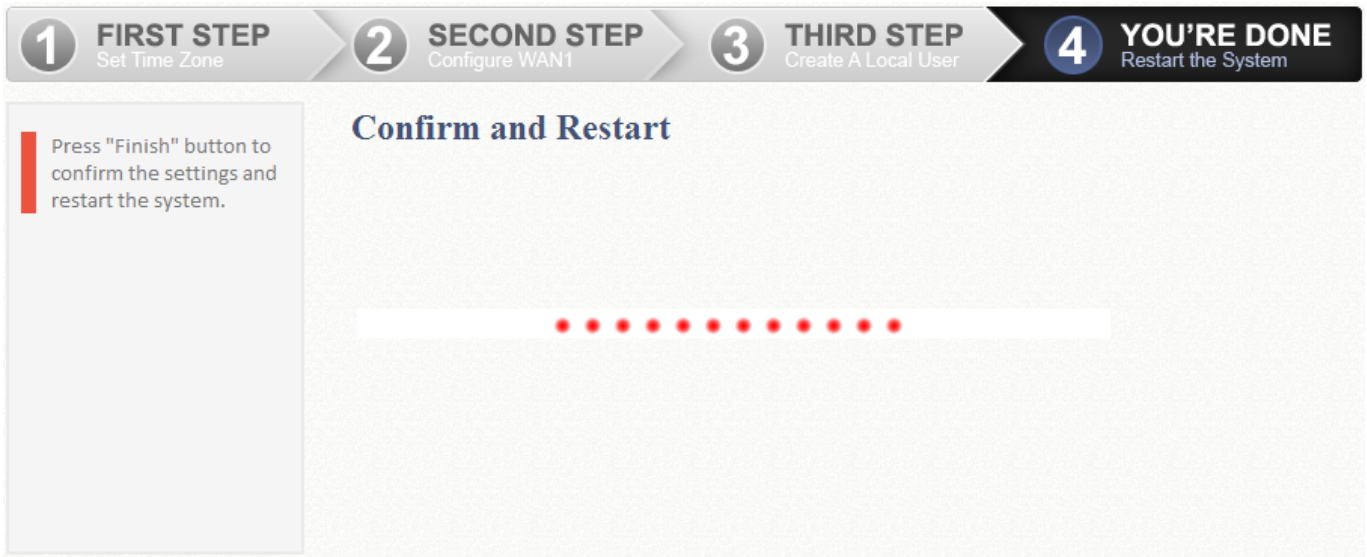 1 FIRST STEP
Set Time Zone
2 SECOND STEP
Configure WAN1
3 THIRD STEP
Create A Local User
4 YOU'RE DONE
Restart the System
Press "Finish" button to
confirm the settings and
restart the system.
Confirm and Restart